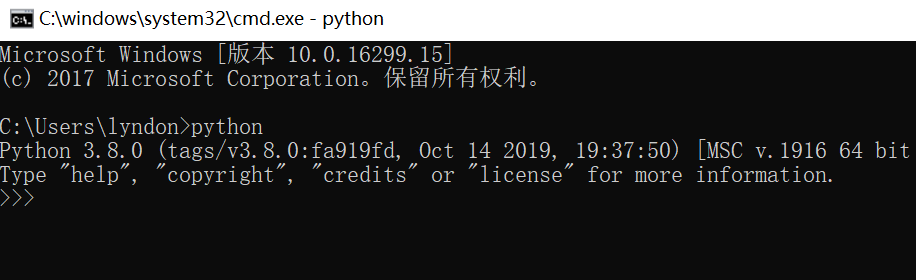 C:\windows\system32\cmd.exe - python
Microsoft Windows [版本 10.0.16299.15]
(c) 2017 Microsoft Corporation。保留所有权利。
C:\Users\lyndon>python
Python 3.8.0 (tags/v3.8.0:fa919fd, Oct 14 2019, 19:37:50) [MSC v.1916 64 bit
Type "help", "copyright", "credits" or "license" for more information.
>>>